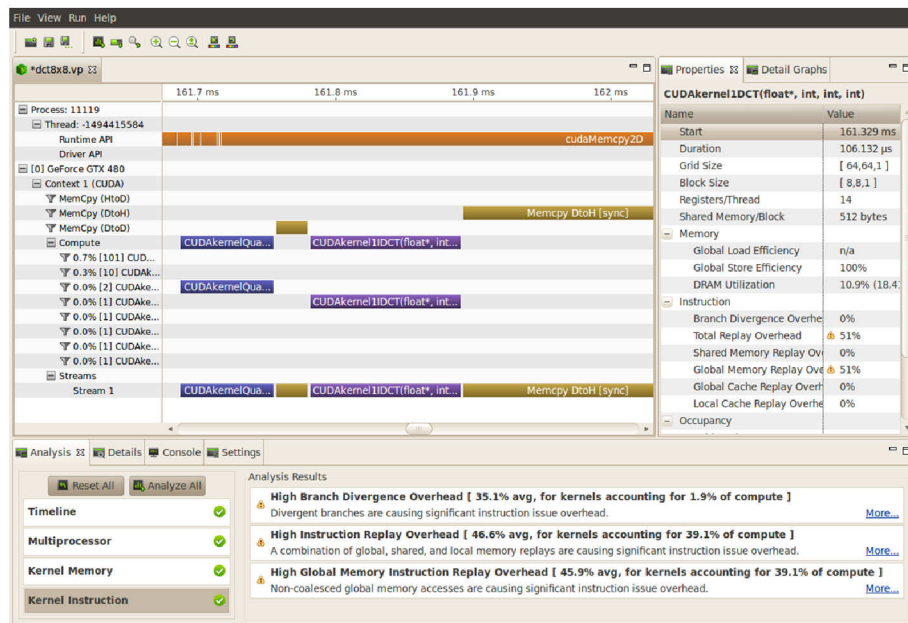 File View Run Help
*dct8x8.vp
161.7 ms 161.8 ms 161.9 ms 162 ms
Process: 11119
Thread: -1494415584
Runtime API cudaMemcpy2D
Driver API
[0] GeForce GTX 480
Context 1 (CUDA)
MemCpy (HtoD)
MemCpy (DtoH) Memcpy DtoH [sync]
MemCpy (DtoD)
Compute CUDAkernelQua... CUDAkernel1IDCT(float*, int...
0.7% [101] CUD...
0.3% [10] CUDAk...
0.0% [2] CUDAke... CUDAkernelQua...
0.0% [1] CUDAke... CUDAkernel1IDCT(float*, int...
0.0% [1] CUDAke...
0.0% [1] CUDAke...
0.0% [1] CUDAke...
Streams
Stream 1 CUDAkernelQua... CUDAkernel1IDCT(float*, int... Memcpy DtoH [sync]
Properties Detail Graphs
CUDAkernel1DCT(float*, int, int, int)
Name Value
Start 161.329 ms
Duration 106.132 µs
Grid Size [ 64,64,1 ]
Block Size [ 8,8,1 ]
Registers/Thread 14
Shared Memory/Block 512 bytes
Memory
Global Load Efficiency n/a
Global Store Efficiency 100%
DRAM Utilization 10.9% (18.4
Instruction
Branch Divergence Overhe 0%
Total Replay Overhead 51%
Shared Memory Replay Ov 0%
Global Memory Replay Ove 51%
Global Cache Replay Overh 0%
Local Cache Replay Overhe 0%
Occupancy
Analysis Details Console Settings
Reset All Analyze All
Timeline
Multiprocessor
Kernel Memory
Kernel Instruction
Analysis Results
High Branch Divergence Overhead [ 35.1% avg, for kernels accounting for 1.9% of compute ]
Divergent branches are causing significant instruction issue overhead. More...
High Instruction Replay Overhead [ 46.6% avg, for kernels accounting for 39.1% of compute ]
A combination of global, shared, and local memory replays are causing significant instruction issue overhead. More...
High Global Memory Instruction Replay Overhead [ 45.9% avg, for kernels accounting for 39.1% of compute ]
Non-coalesced global memory accesses are causing significant instruction issue overhead. More...